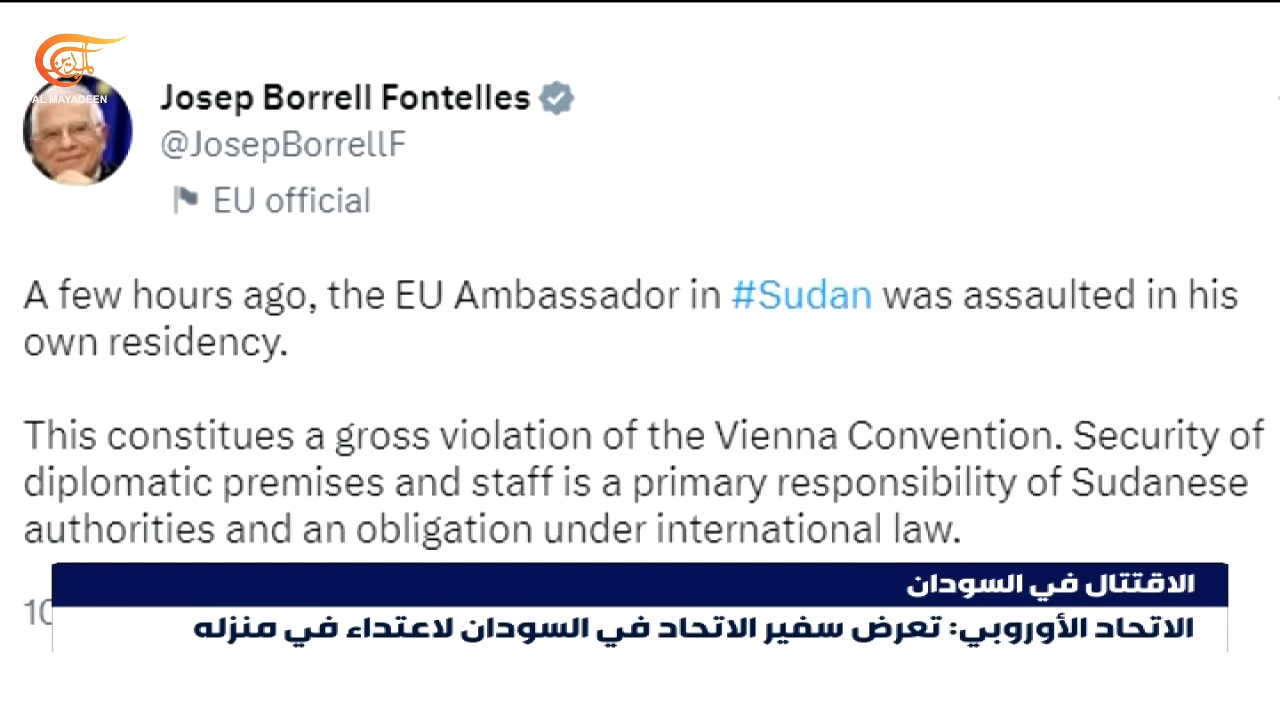 الميادين
AL MAYADEEN
Josep Borrell Fontelles
@JosepBorrellF
EU official
A few hours ago, the EU Ambassador in #Sudan was assaulted in his
own residency.
This constitues a gross violation of the Vienna Convention. Security of
diplomatic premises and staff is a primary responsibility of Sudanese
authorities and an obligation under international law.
10
الاقتتال في السودان
الاتحاد الأوروبي: تعرض سفير الاتحاد في السودان لاعتداء في منزله